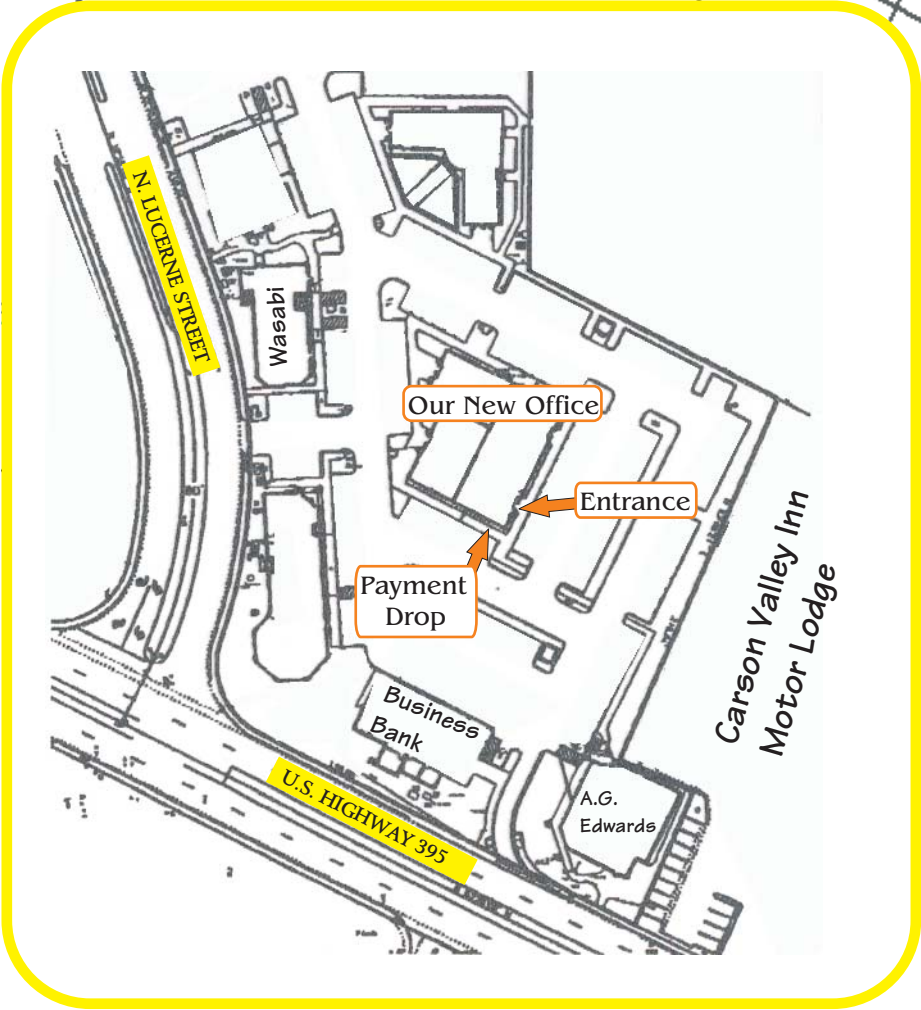 N. LUCERNE STREET
Wasabi
Our New Office
Entrance
Payment
Drop
Carson Valley Inn
Motor Lodge
Business
Bank
U.S. HIGHWAY 395
A.G.
Edwards